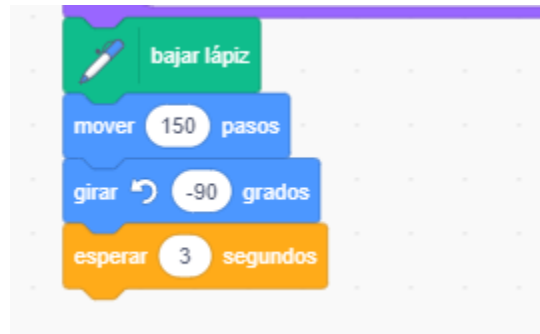 bajar lápiz
mover 150 pasos
girar -90 grados
esperar 3 segundos